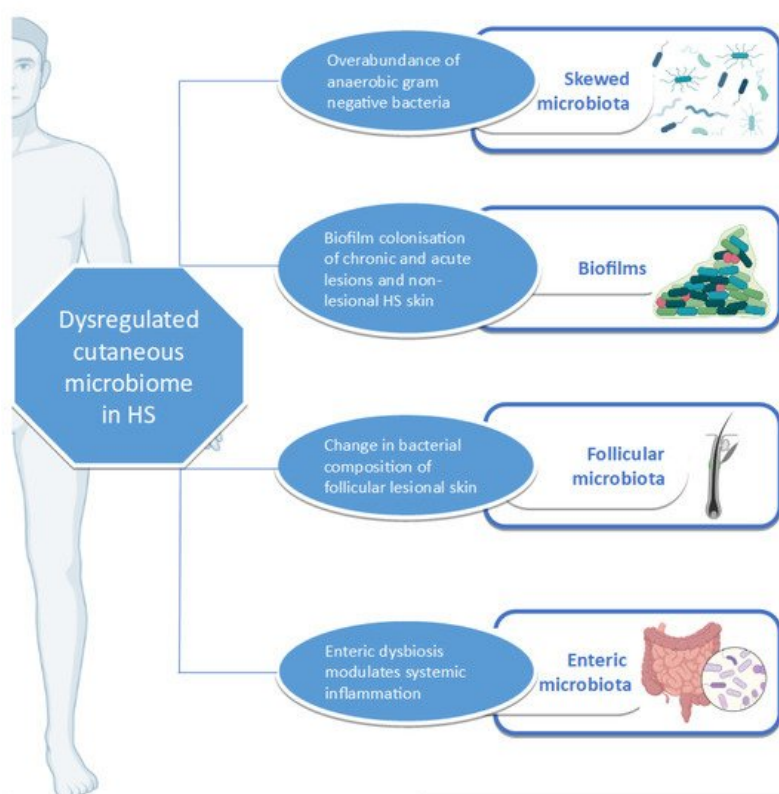 Overabundance of
anaerobic gram
negative bacteria
Skewed
microbiota
Biofilm colonisation
of chronic and acute
lesions and non-
lesional HS skin
Biofilms
Dysregulated
cutaneous
microbiome
in HS
Change in bacterial
composition of
follicular lesional skin
Follicular
microbiota
Enteric dysbiosis
modulates systemic
inflammation
Enteric
microbiota